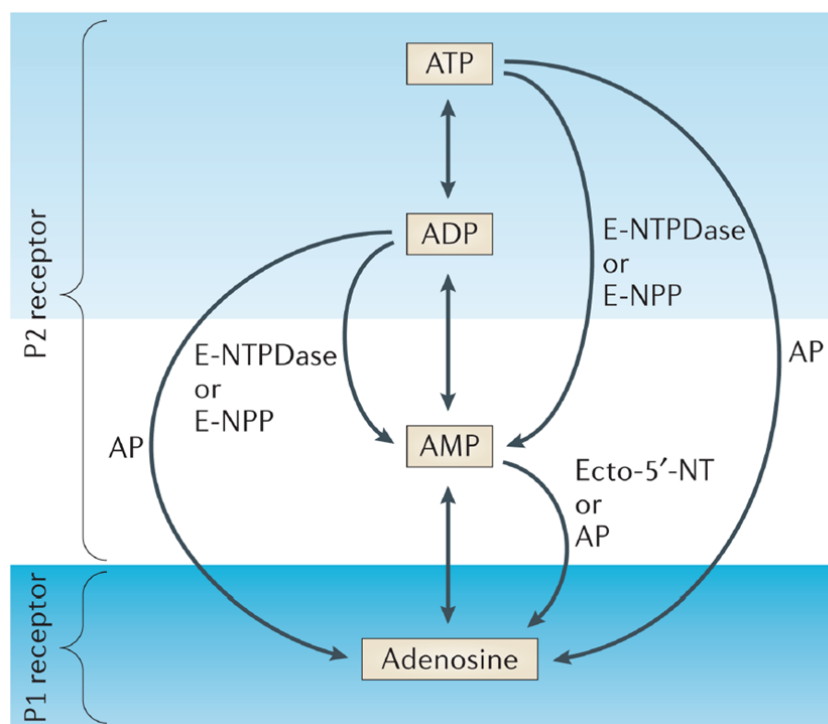 ATP
ADP
E-NTPDase
or
E-NPP
P2 receptor
E-NTPDase
or
E-NPP
AP
AP
AMP
Ecto-5′-NT
or
AP
Adenosine
P1 receptor